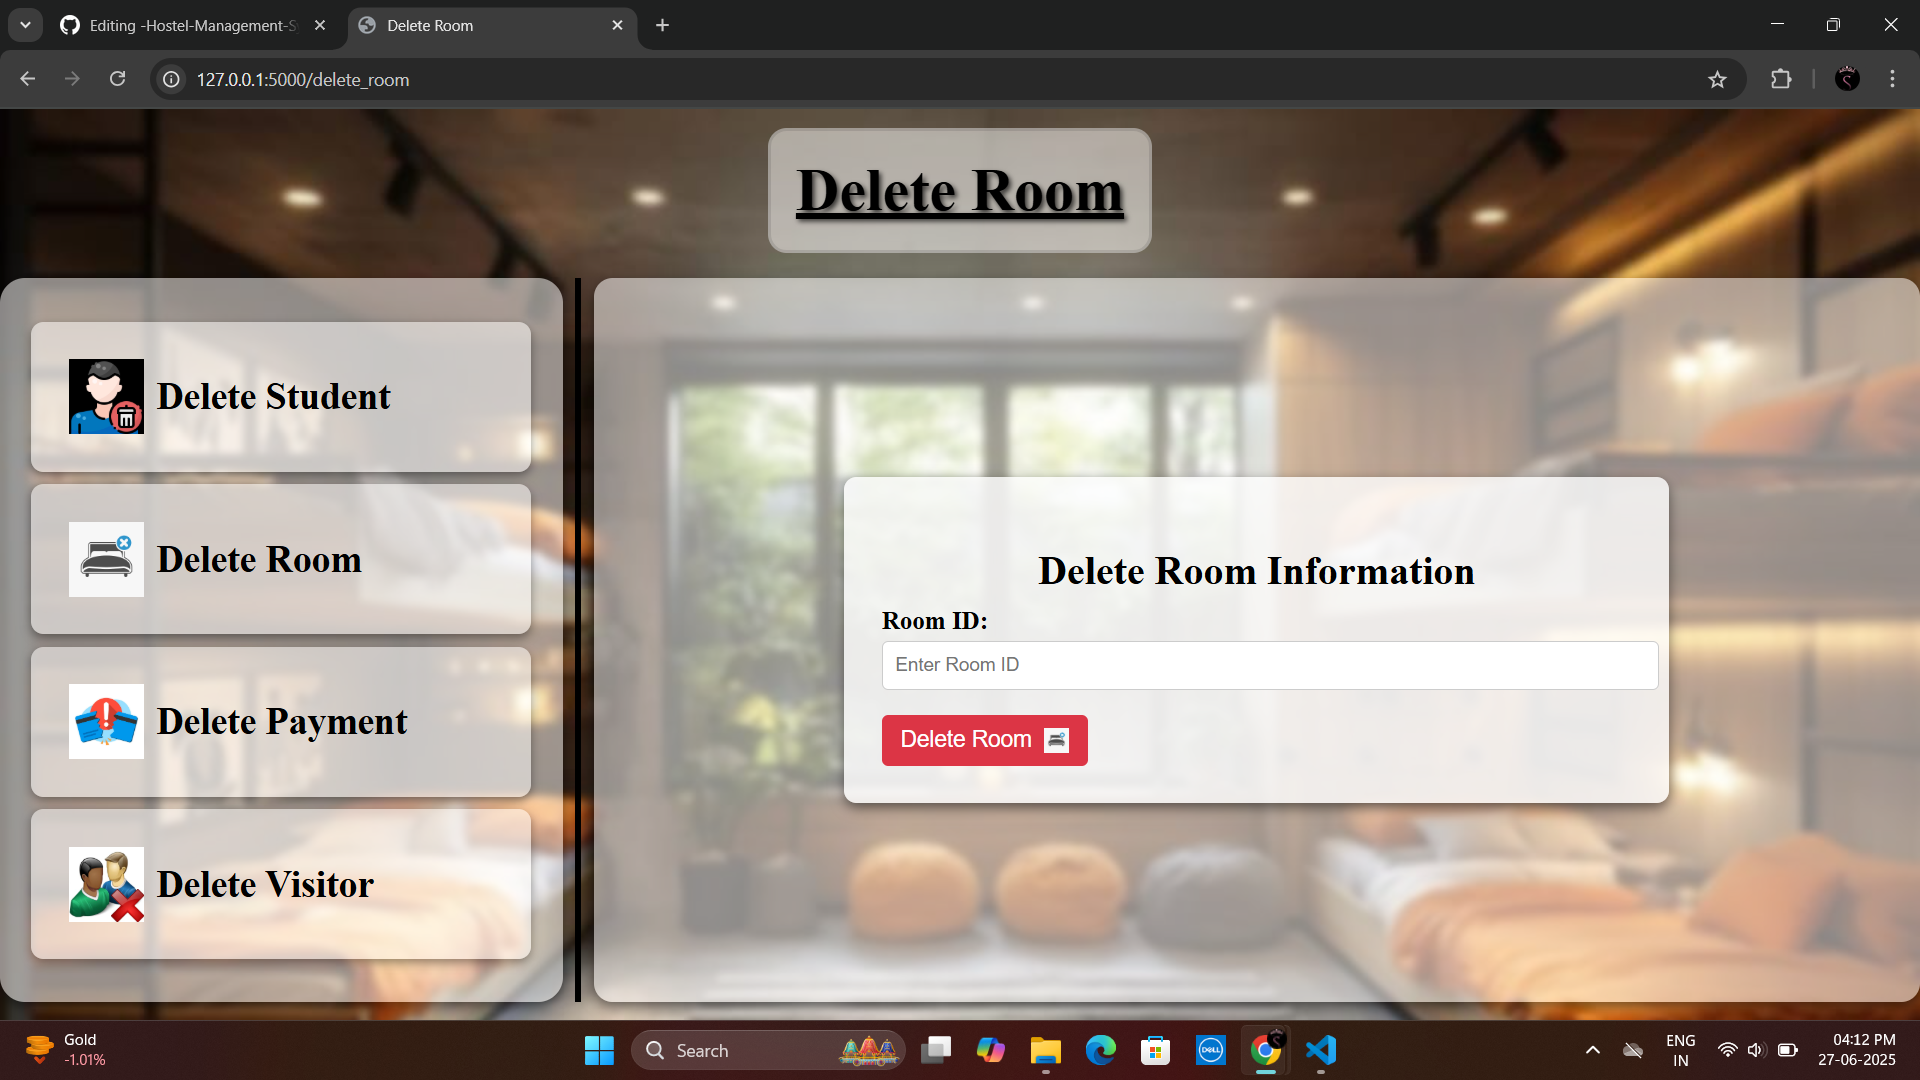 Editing -Hostel-Management-S
Delete Room
127.0.0.1:5000/delete_room
Delete Room
Delete Student
Delete Room
Delete Payment
Delete Visitor
Delete Room Information
Room ID:
Enter Room ID
Delete Room
Gold
-1.01%
Search
DELL
ENG
IN
04:12 PM
27-06-2025